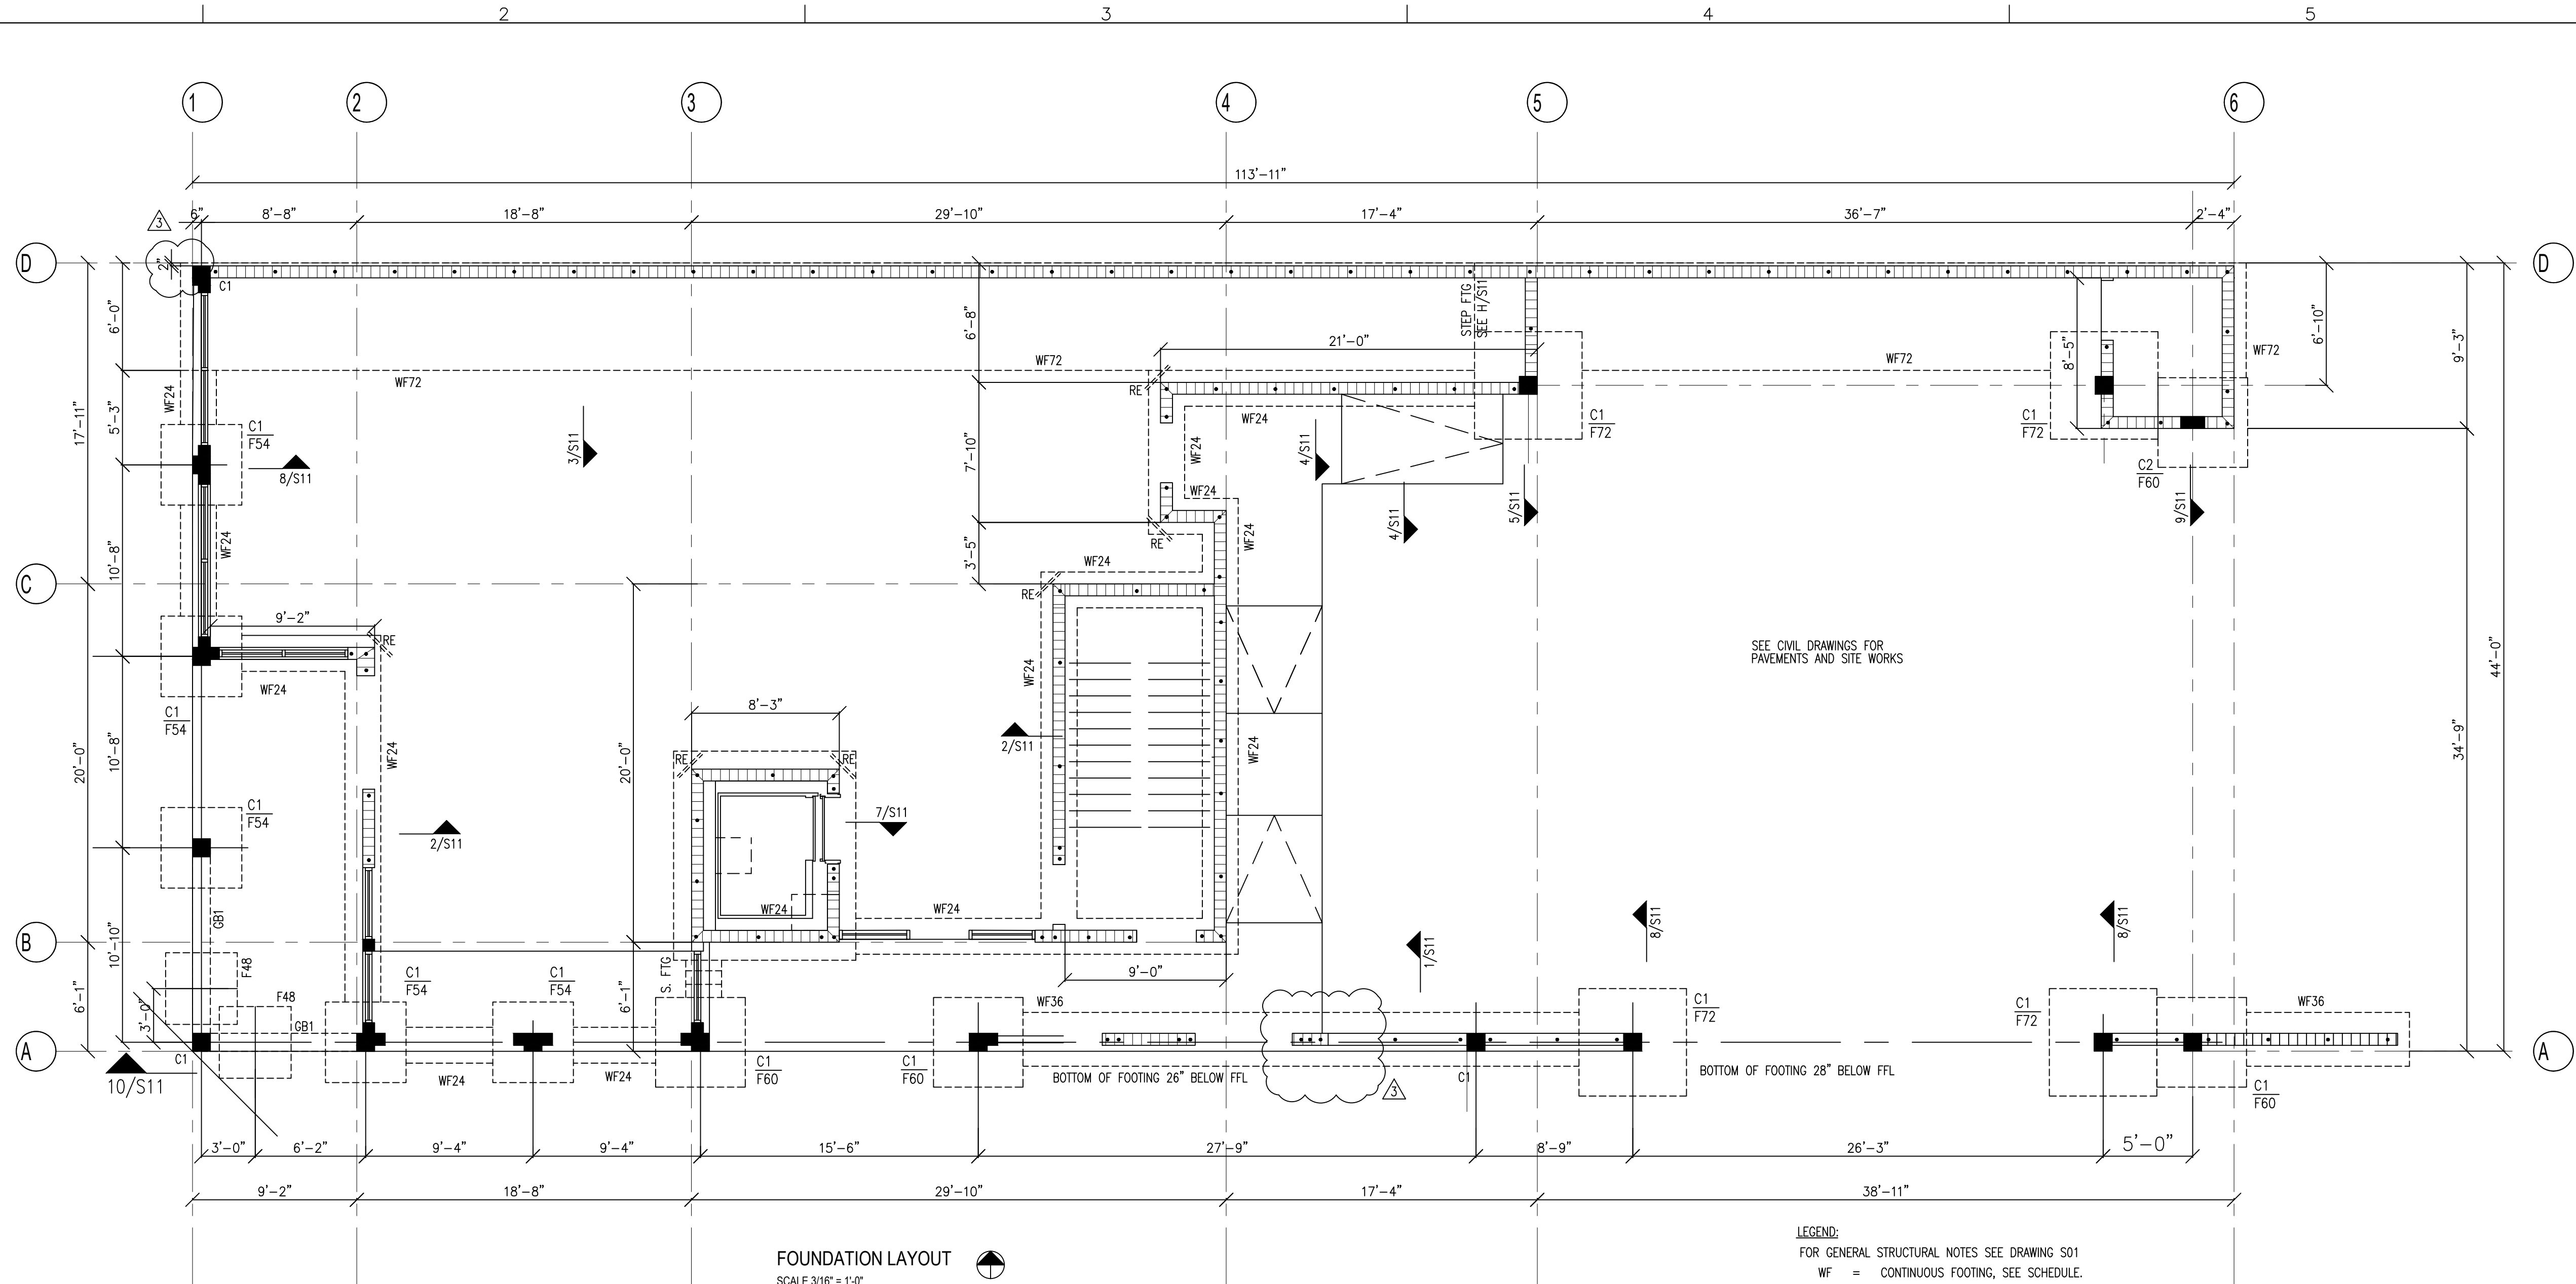 2
3
4
5
1
2
3
4
5
6
113'-11"
3
6"
8'-8"
18'-8"
29'-10"
17'-4"
36'-7"
2'-4"
D
D
2"
C1
6'-0"
6'-8"
STEP FTG
SEE H/S11
6'-10"
9'-3"
21'-0"
8'-5"
WF72
WF72
WF72
WF72
WF24
RE
17'-11"
5'-3"
C1
F54
8/S11
3/S11
7'-10"
WF24
WF24
4/S11
C1
F72
C1
F72
C2
F60
WF24
4/S11
5/S11
9/S11
10'-8"
WF24
RE
3'-5"
WF24
WF24
C
RE
9'-2"
RE
44'-0"
SEE CIVIL DRAWINGS FOR
PAVEMENTS AND SITE WORKS
WF24
WF24
C1
F54
8'-3"
20'-0"
10'-8"
WF24
20'-0"
RE
RE
2/S11
WF24
34'-9"
C1
F54
2/S11
7/S11
GB1
WF24
WF24
B
10'-10"
F48
S. FTG
9'-0"
1/S11
8/S11
8/S11
6'-1"
3'-0"
F48
GB1
C1
F54
C1
F54
6'-1"
WF36
C1
F72
C1
F72
WF36
A
A
C1
10/S11
WF24
WF24
C1
F60
C1
F60
BOTTOM OF FOOTING 26" BELOW FFL
C1
3
BOTTOM OF FOOTING 28" BELOW FFL
C1
F60
3'-0"
6'-2"
9'-4"
9'-4"
15'-6"
27'-9"
8'-9"
26'-3"
5'-0"
9'-2"
18'-8"
29'-10"
17'-4"
38'-11"
LEGEND:
FOR GENERAL STRUCTURAL NOTES SEE DRAWING S01
WF = CONTINUOUS FOOTING, SEE SCHEDULE.
FOUNDATION LAYOUT
SCALE 3/16" = 1'-0"